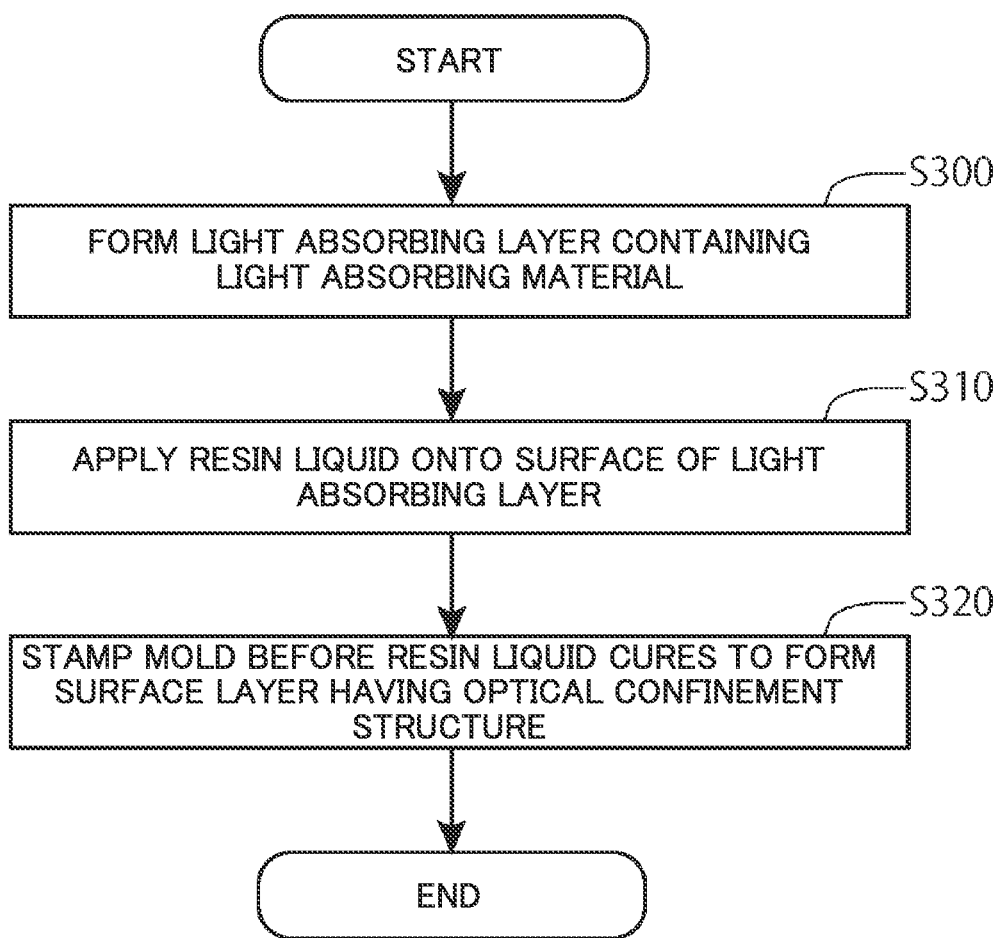 START
S300
FORM LIGHT ABSORBING LAYER CONTAINING
LIGHT ABSORBING MATERIAL
S310
APPLY RESIN LIQUID ONTO SURFACE OF LIGHT
ABSORBING LAYER
S320
STAMP MOLD BEFORE RESIN LIQUID CURES TO FORM
SURFACE LAYER HAVING OPTICAL CONFINEMENT
STRUCTURE
END